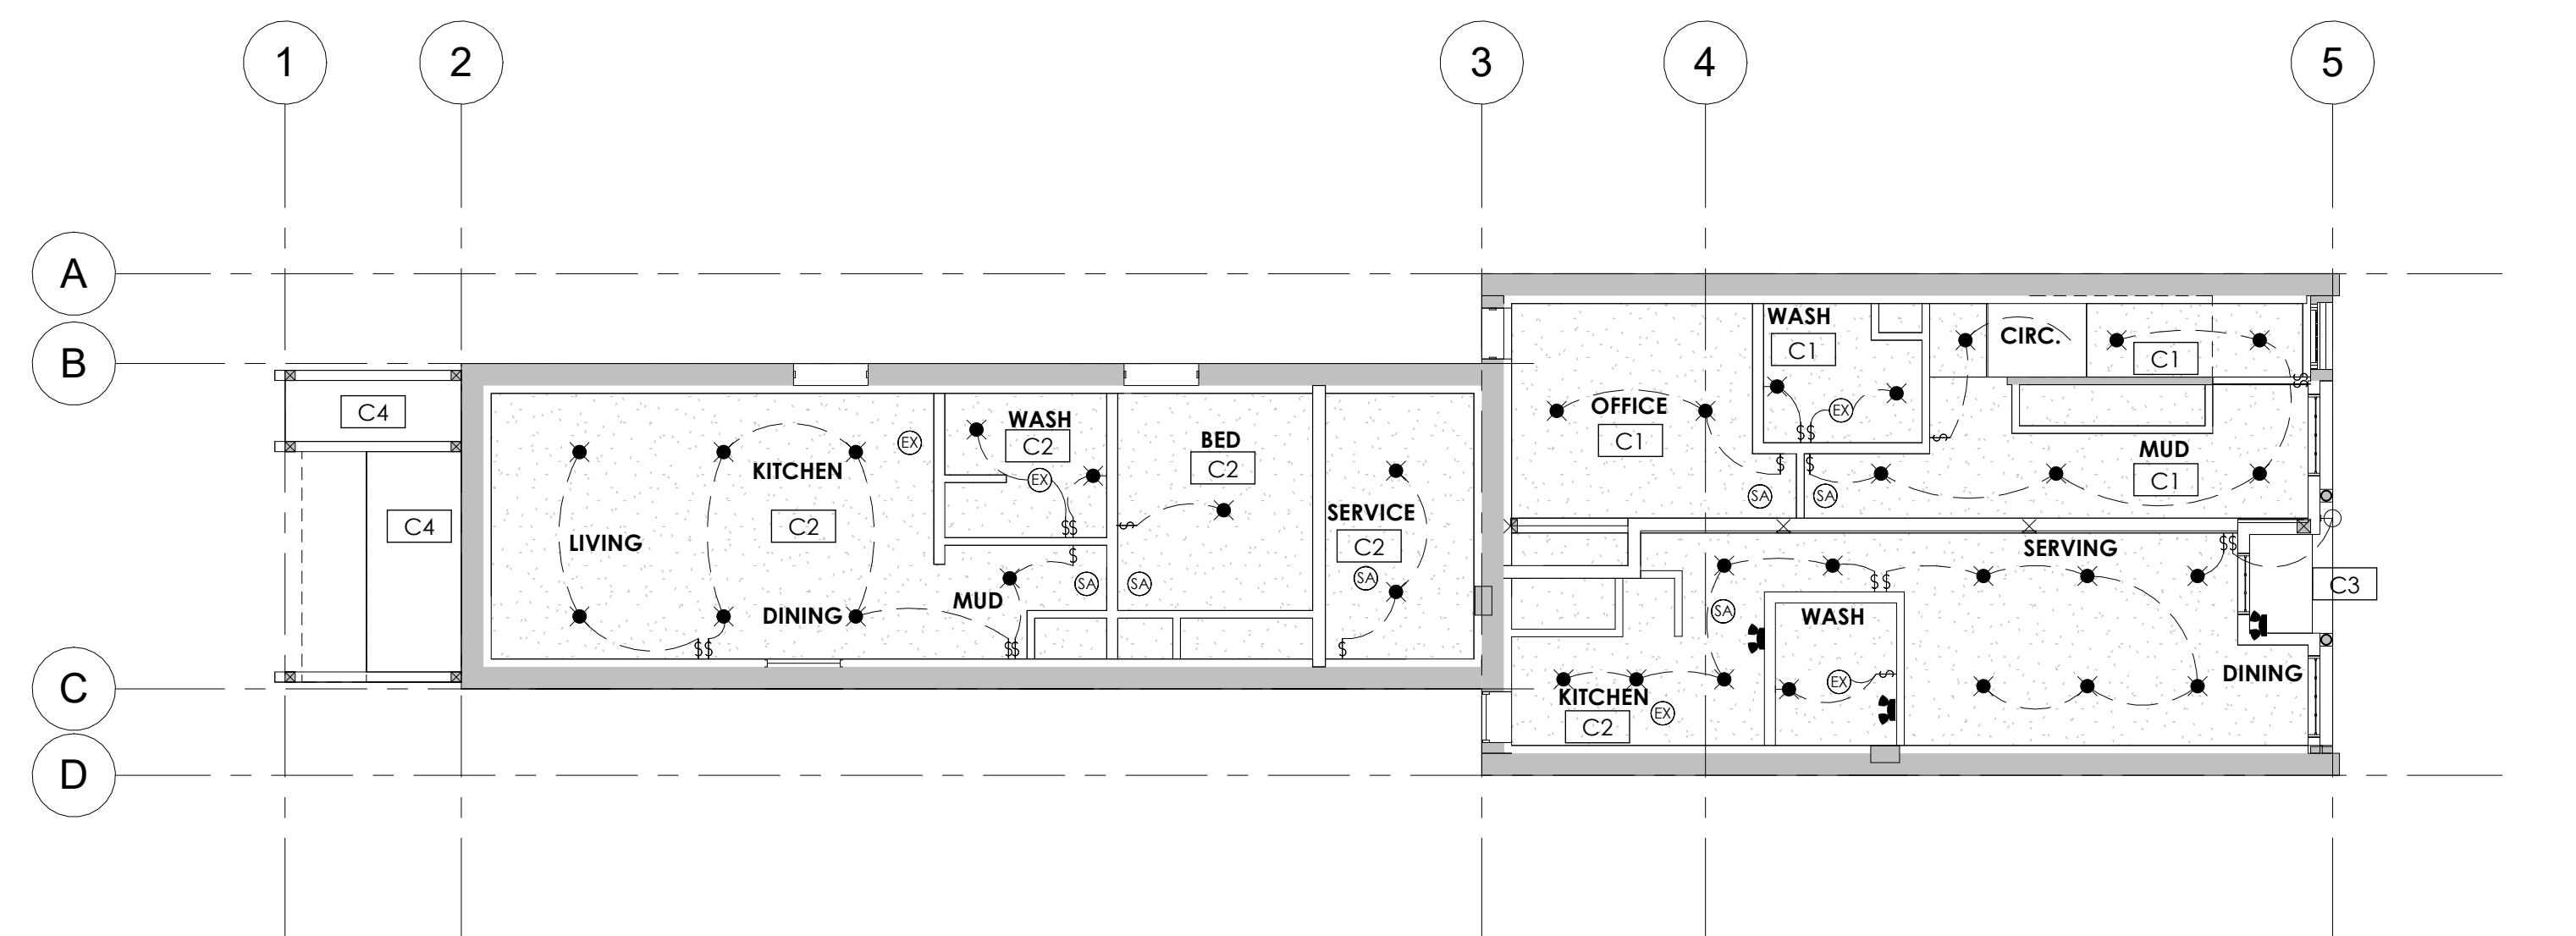 1
2
3
4
5
A
B
C
D
C4
C4
LIVING
KITCHEN
C2
DINING
EX
WASH
C2
EX
$$
$
MUD
SA
$$
$$
BED
C2
$
SA
SERVICE
C2
SA
$
OFFICE
C1
$
SA
WASH
C1
EX
$$
CIRC.
C1
$
$$
$
SA
MUD
C1
SERVING
$$
C3
$$
SA
WASH
EX
$
DINING
KITCHEN
C2
EX